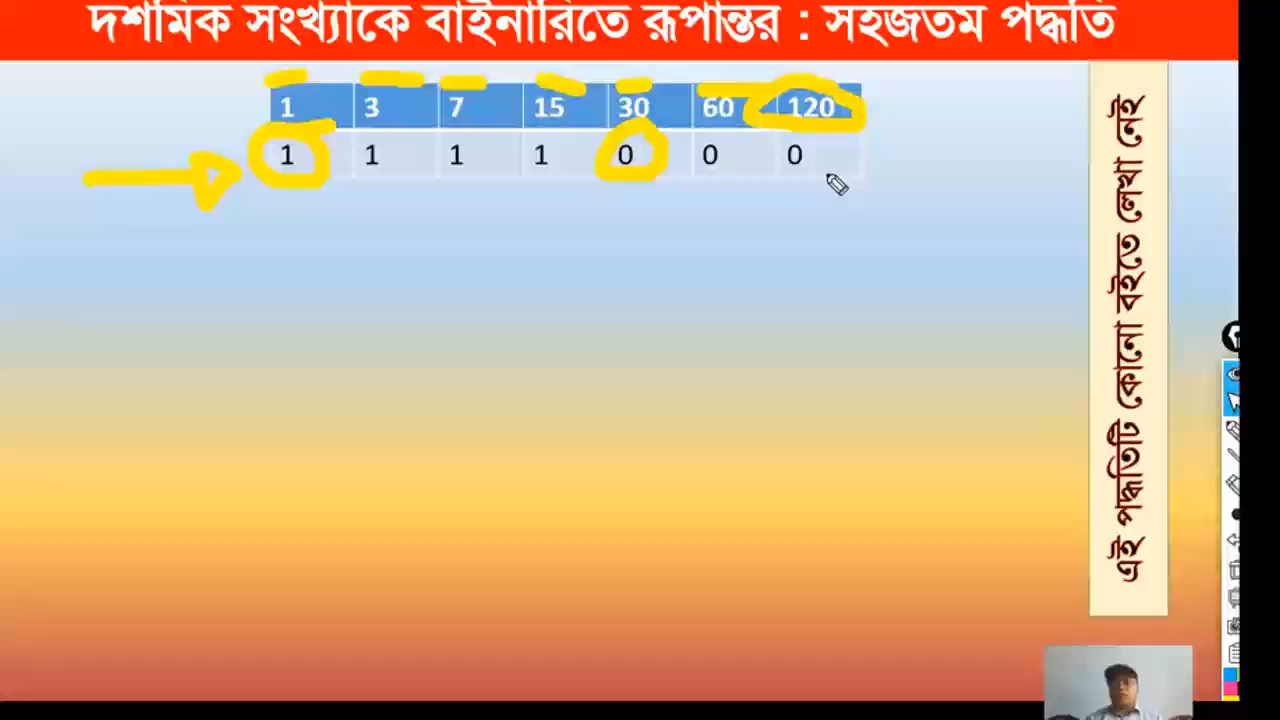 দশমিক সংখ্যাকে বাইনারিতে রূপান্তর : সহজতম পদ্ধতি
1 3 7 15 30 60 120
1 1 1 1 0 0 0
এই পদ্ধতিটি কোনো বইতে লেখা নেই